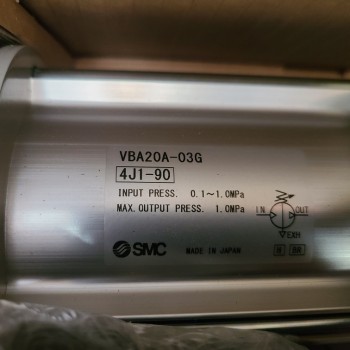 VBA20A-03G
4J1-90
INPUT PRESS. 0.1~1.0MPa
MAX. OUTPUT PRESS. 1.0MPa
IN OUT
EXH.
SMC
MADE IN JAPAN